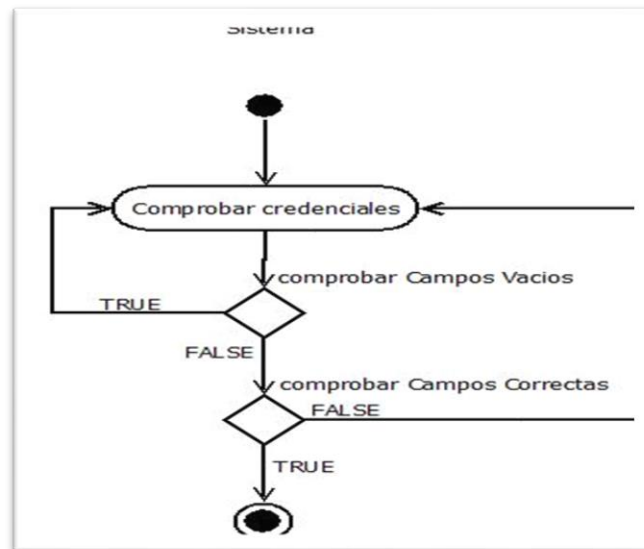 Sistema
Comprobar credenciales
comprobar Campos Vacios
TRUE
FALSE
comprobar Campos Correctas
FALSE
TRUE